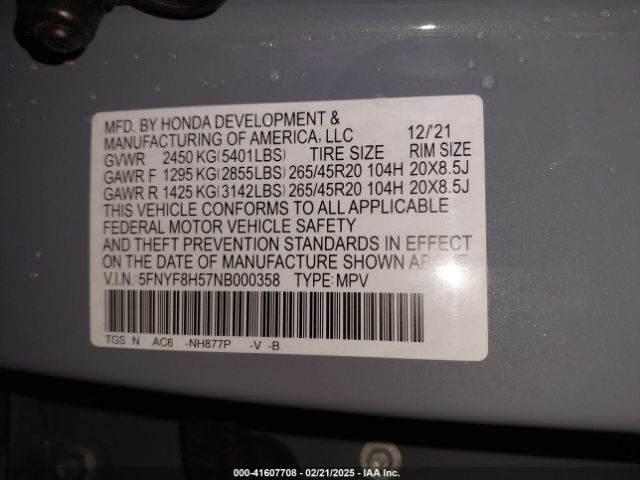 MFD. BY HONDA DEVELOPMENT &
MANUFACTURING OF AMERICA, LLC 12/'21
GVWR 2450 KG(5401LBS) TIRE SIZE RIM SIZE
GAWR F 1295 KG(2855LBS) 265/45R20 104H 20X8.5J
GAWR R 1425 KG(3142LBS) 265/45R20 104H 20X8.5J
THIS VEHICLE CONFORMS TO ALL APPLICABLE
FEDERAL MOTOR VEHICLE SAFETY
AND THEFT PREVENTION STANDARDS IN EFFECT
ON THE DATE OF MANUFACTURE SHOWN ABOVE
V.I.N.:5FNYF8H57NB000358 TYPE:MPV
TGS N AC6 -NH877P -V -B
000-41607708 - 02/21/2025 - IAA Inc.